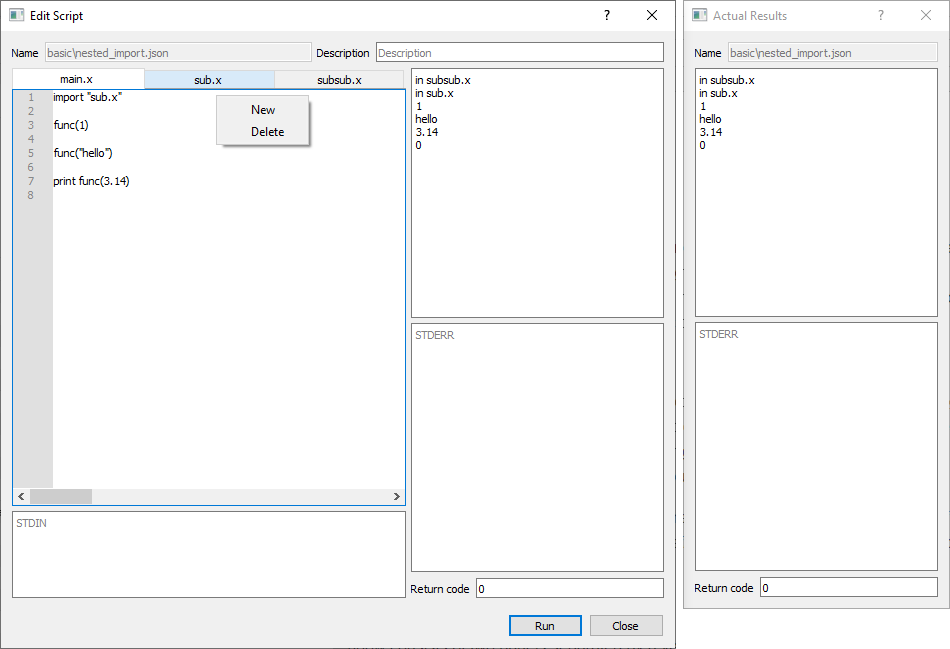 Edit Script
?
Name basic\nested_import.json Description Description
main.x sub.x subsub.x
1 import "sub.x"
2
3 func(1)
4
5 func("hello")
6
7 print func(3.14)
8
New
Delete
STDIN
in subsub.x
in sub.x
1
hello
3.14
0
STDERR
Return code 0
Run Close
Actual Results
?
Name basic\nested_import.json
in subsub.x
in sub.x
1
hello
3.14
0
STDERR
Return code 0